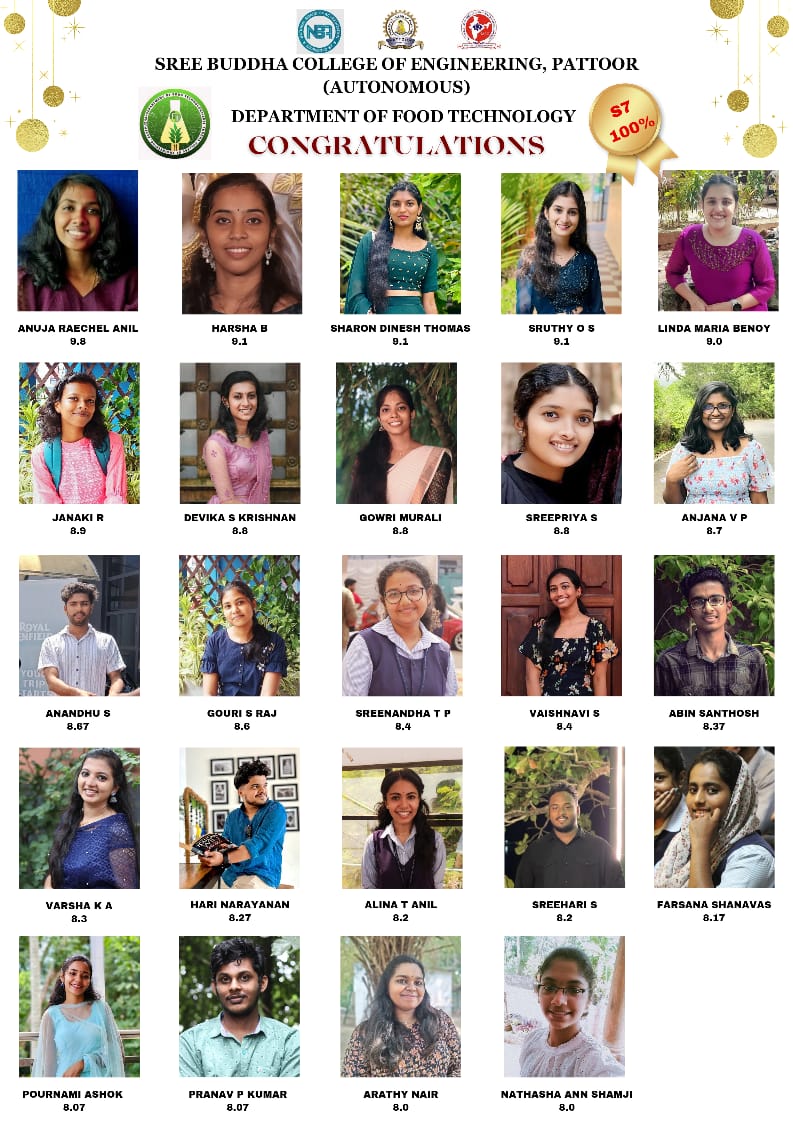 NBA
SREE BUDDHA COLLEGE OF ENGINEERING, PATTOOR
(AUTONOMOUS)
DEPARTMENT OF FOOD TECHNOLOGY
CONGRATULATIONS
S7
100%
ANUJA RAECHEL ANIL
9.8
HARSHA B
9.1
SHARON DINESH THOMAS
9.1
SRUTHY O S
9.1
LINDA MARIA BENOY
9.0
JANAKI R
8.9
DEVIKA S KRISHNAN
8.8
GOWRI MURALI
8.8
SREEPRIYA S
8.8
ANJANA V P
8.7
ROYAL
ENFIEL
YOU
TRIP
STARTS
ANANDHU S
8.67
GOURI S RAJ
8.6
SREENANDHA T P
8.4
VAISHNAVI S
8.4
ABIN SANTHOSH
8.37
VARSHA K A
8.3
HARI NARAYANAN
8.27
ALINA T ANIL
8.2
SREEHARI S
8.2
FARSANA SHANAVAS
8.17
POURNAMI ASHOK
8.07
PRANAV P KUMAR
8.07
ARATHY NAIR
8.0
NATHASHA ANN SHAMJI
8.0